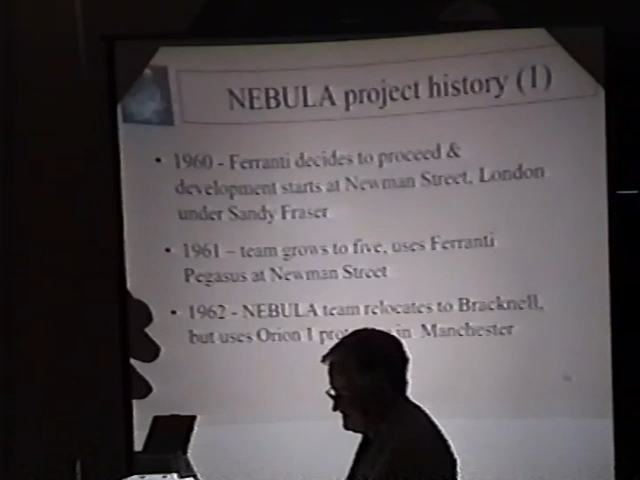 NEBULA project history (1)
• 1960 - Ferranti decides to proceed &
development starts at Newman Street, London
under Sandy Fraser
• 1961 – team grows to five, uses Ferranti
Pegasus at Newman Street
• 1962 - NEBULA team relocates to Bracknell,
but uses Orion 1 in Manchester